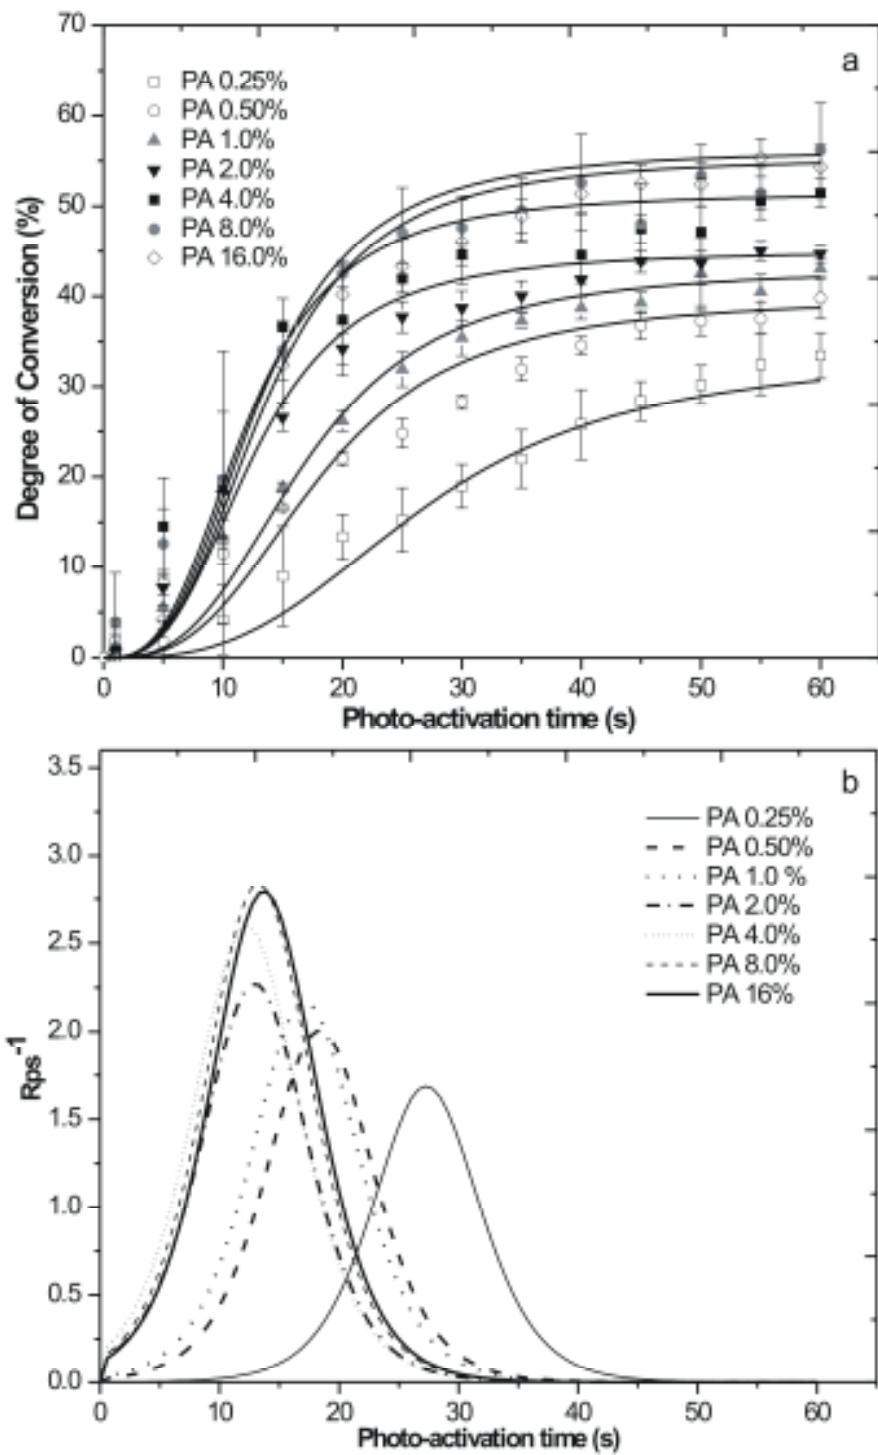 a
PA 0.25%
PA 0.50%
PA 1.0%
PA 2.0%
PA 4.0%
PA 8.0%
PA 16.0%
Degree of Conversion (%)
70
60
50
40
30
20
10
0
0 10 20 30 40 50 60
Photo-activation time (s)
b
PA 0.25%
PA 0.50%
PA 1.0 %
PA 2.0%
PA 4.0%
PA 8.0%
PA 16%
Rps⁻¹
3.5
3.0
2.5
2.0
1.5
1.0
0.5
0.0
0 10 20 30 40 50 60
Photo-activation time (s)